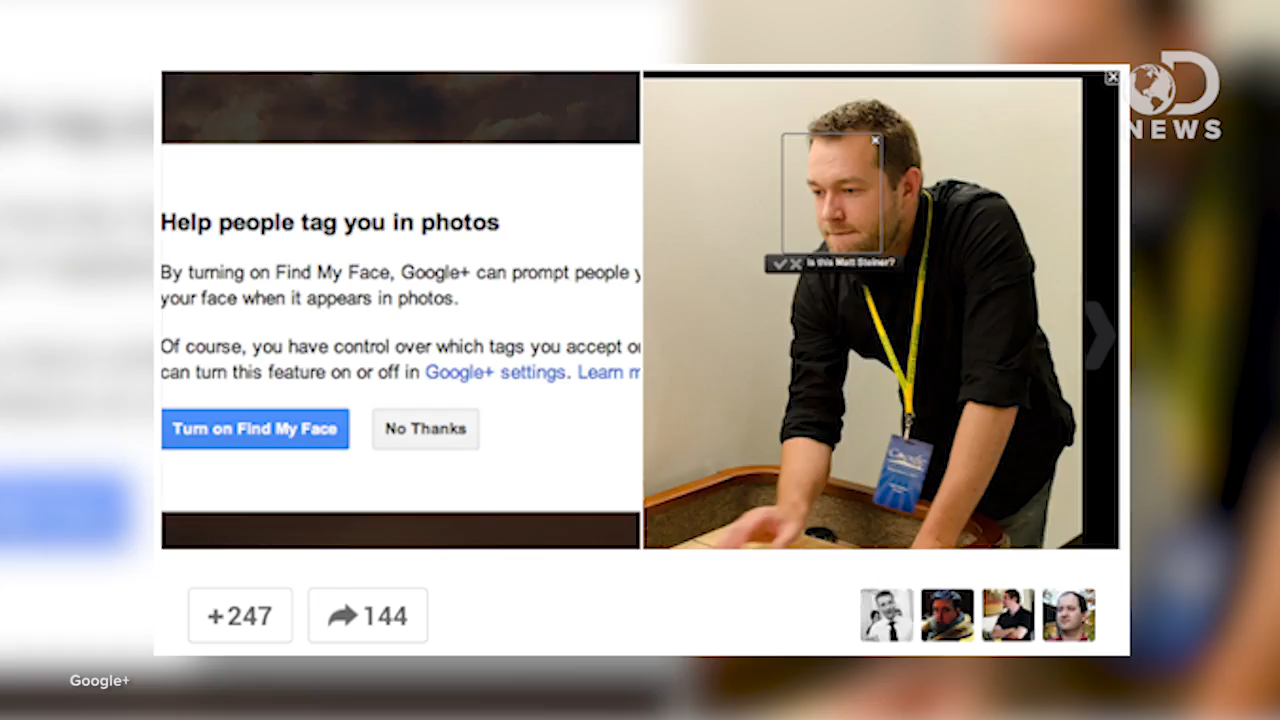 D
NEWS
Help people tag you in photos
By turning on Find My Face, Google+ can prompt people y
your face when it appears in photos.
Of course, you have control over which tags you accept or
can turn this feature on or off in Google+ settings. Learn m
Turn on Find My Face
No Thanks
Is this Matt Steiner?
Google
+247
144
Google+